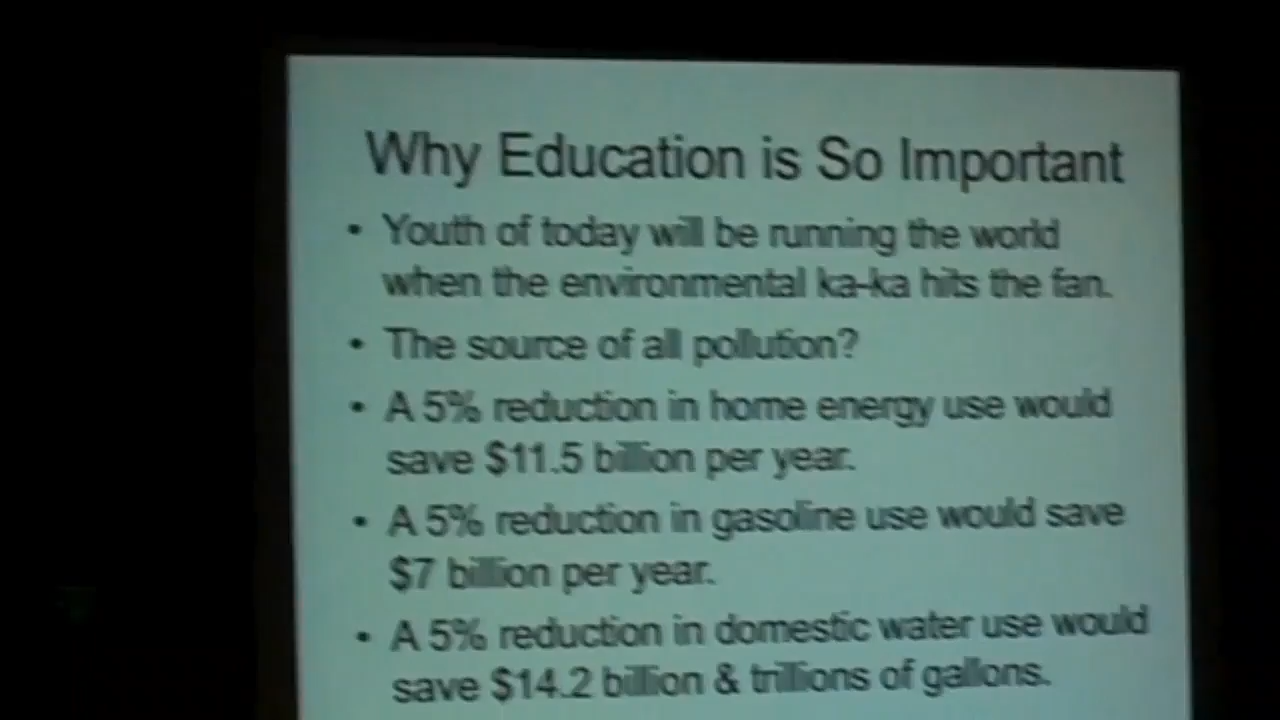 Why Education is So Important
• Youth of today will be running the world
when the environmental ka-ka hits the fan.
• The source of all pollution?
• A 5% reduction in home energy use would
save $11.5 billion per year.
• A 5% reduction in gasoline use would save
$7 billion per year.
• A 5% reduction in domestic water use would
save $14.2 billion & trillions of gallons.